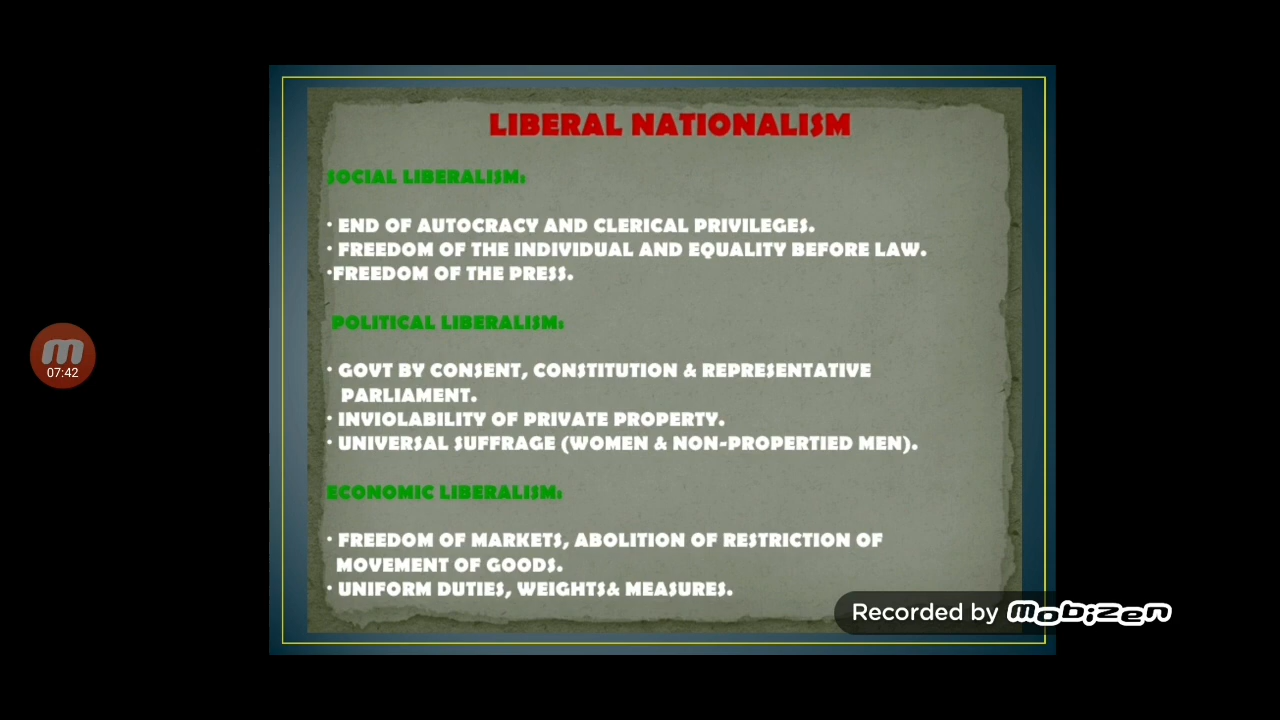 LIBERAL NATIONALISM
SOCIAL LIBERALISM:
• END OF AUTOCRACY AND CLERICAL PRIVILEGES.
• FREEDOM OF THE INDIVIDUAL AND EQUALITY BEFORE LAW.
•FREEDOM OF THE PRESS.
POLITICAL LIBERALISM:
• GOVT BY CONSENT, CONSTITUTION & REPRESENTATIVE
PARLIAMENT.
• INVIOLABILITY OF PRIVATE PROPERTY.
• UNIVERSAL SUFFRAGE (WOMEN & NON-PROPERTIED MEN).
ECONOMIC LIBERALISM:
• FREEDOM OF MARKETS, ABOLITION OF RESTRICTION OF
MOVEMENT OF GOODS.
• UNIFORM DUTIES, WEIGHTS& MEASURES.
m
07:42
Recorded by mobizen